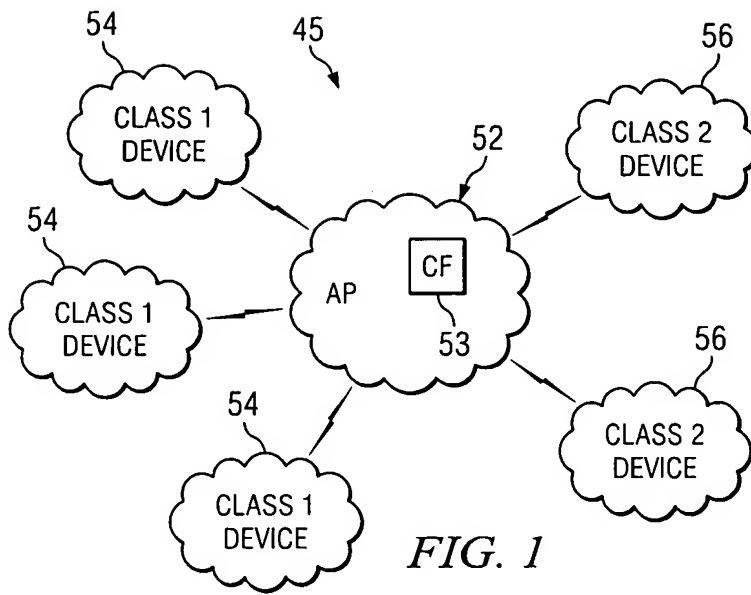 54
45
56
CLASS 1
DEVICE
52
CLASS 2
DEVICE
54
CF
AP
53
CLASS 1
DEVICE
56
54
CLASS 2
DEVICE
CLASS 1
DEVICE
FIG. 1